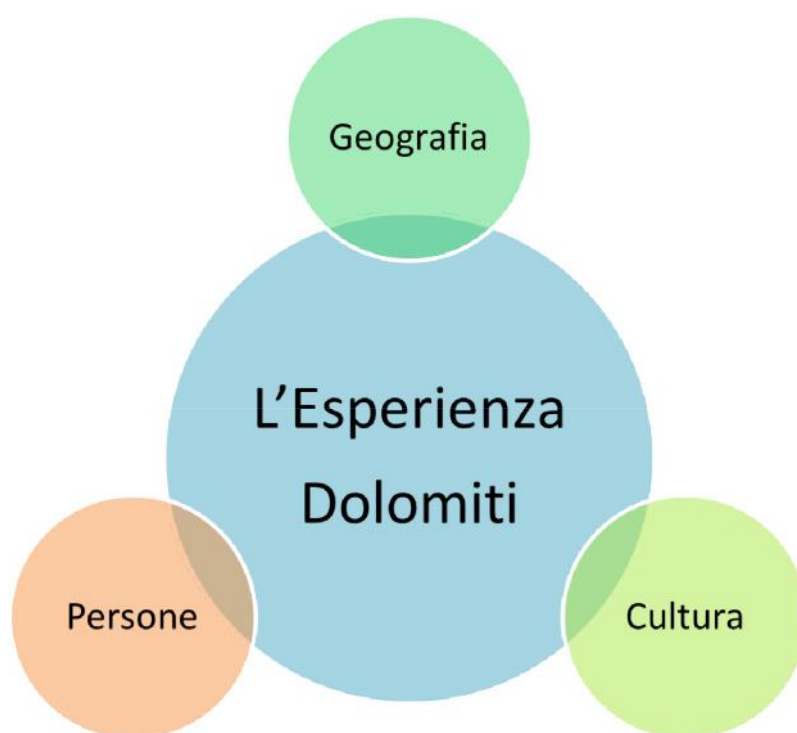 Geografia
L’Esperienza
Dolomiti
Persone
Cultura